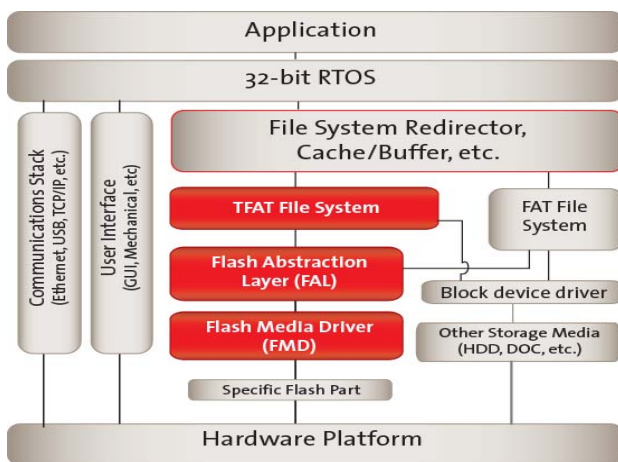 Application
32-bit RTOS
Communications Stack
(Ethernet, USB, TCP/IP, etc.)
User Interface
(GUI, Mechanical, etc)
File System Redirector,
Cache/Buffer, etc.
TFAT File System
FAT File
System
Flash Abstraction
Layer (FAL)
Block device driver
Flash Media Driver
(FMD)
Other Storage Media
(HDD, DOC, etc.)
Specific Flash Part
Hardware Platform